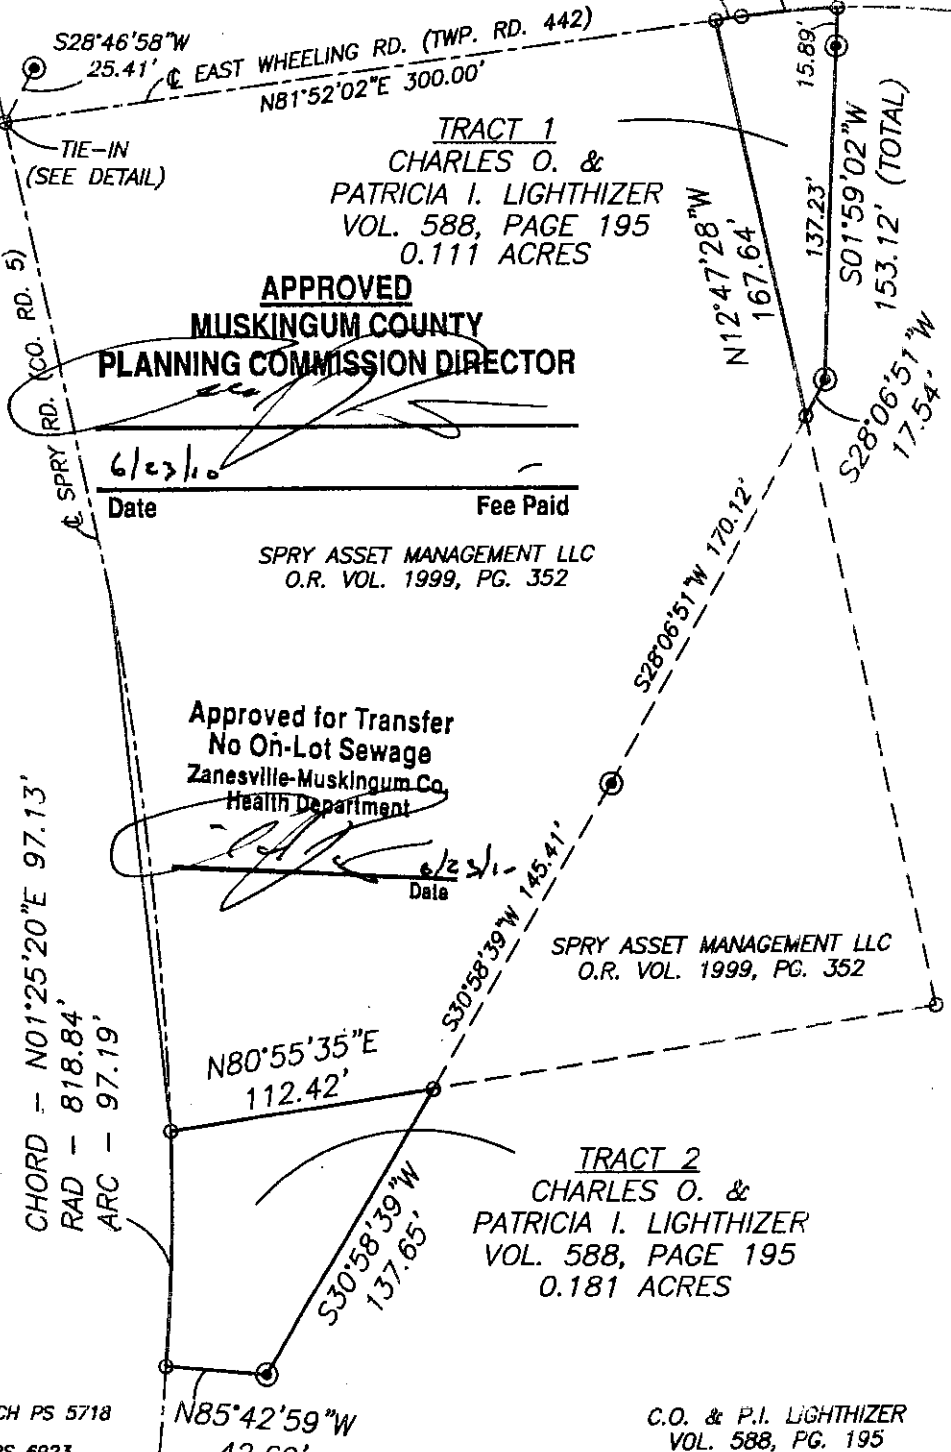 S28°46'58"W
25.41'
℄ EAST WHEELING RD. (TWP. RD. 442)
N81°52'02"E 300.00'
TIE-IN
(SEE DETAIL)
TRACT 1
CHARLES O. &
PATRICIA I. LIGHTHIZER
VOL. 588, PAGE 195
0.111 ACRES
N12°47'28"W
167.64'
15.89'
137.23'
S01°59'02"W
153.12' (TOTAL)
S28°06'51"W
17.54'
℄ SPRY RD. (CO. RD. 5)
APPROVED
MUSKINGUM COUNTY
PLANNING COMMISSION DIRECTOR
6/23/10
Date Fee Paid
SPRY ASSET MANAGEMENT LLC
O.R. VOL. 1999, PG. 352
S28°06'51"W 170.12'
Approved for Transfer
No On-Lot Sewage
Zanesville-Muskingum Co.
Health Department
6/23/1-
Date
S30°58'39"W 145.41'
SPRY ASSET MANAGEMENT LLC
O.R. VOL. 1999, PG. 352
CHORD - N01°25'20"E 97.13'
RAD - 818.84'
ARC - 97.19'
N80°55'35"E
112.42'
TRACT 2
CHARLES O. &
PATRICIA I. LIGHTHIZER
VOL. 588, PAGE 195
0.181 ACRES
S30°58'39"W
137.65'
CH PS 5718
N85°42'59"W
C.O. & P.I. LIGHTHIZER
VOL. 588, PG. 195